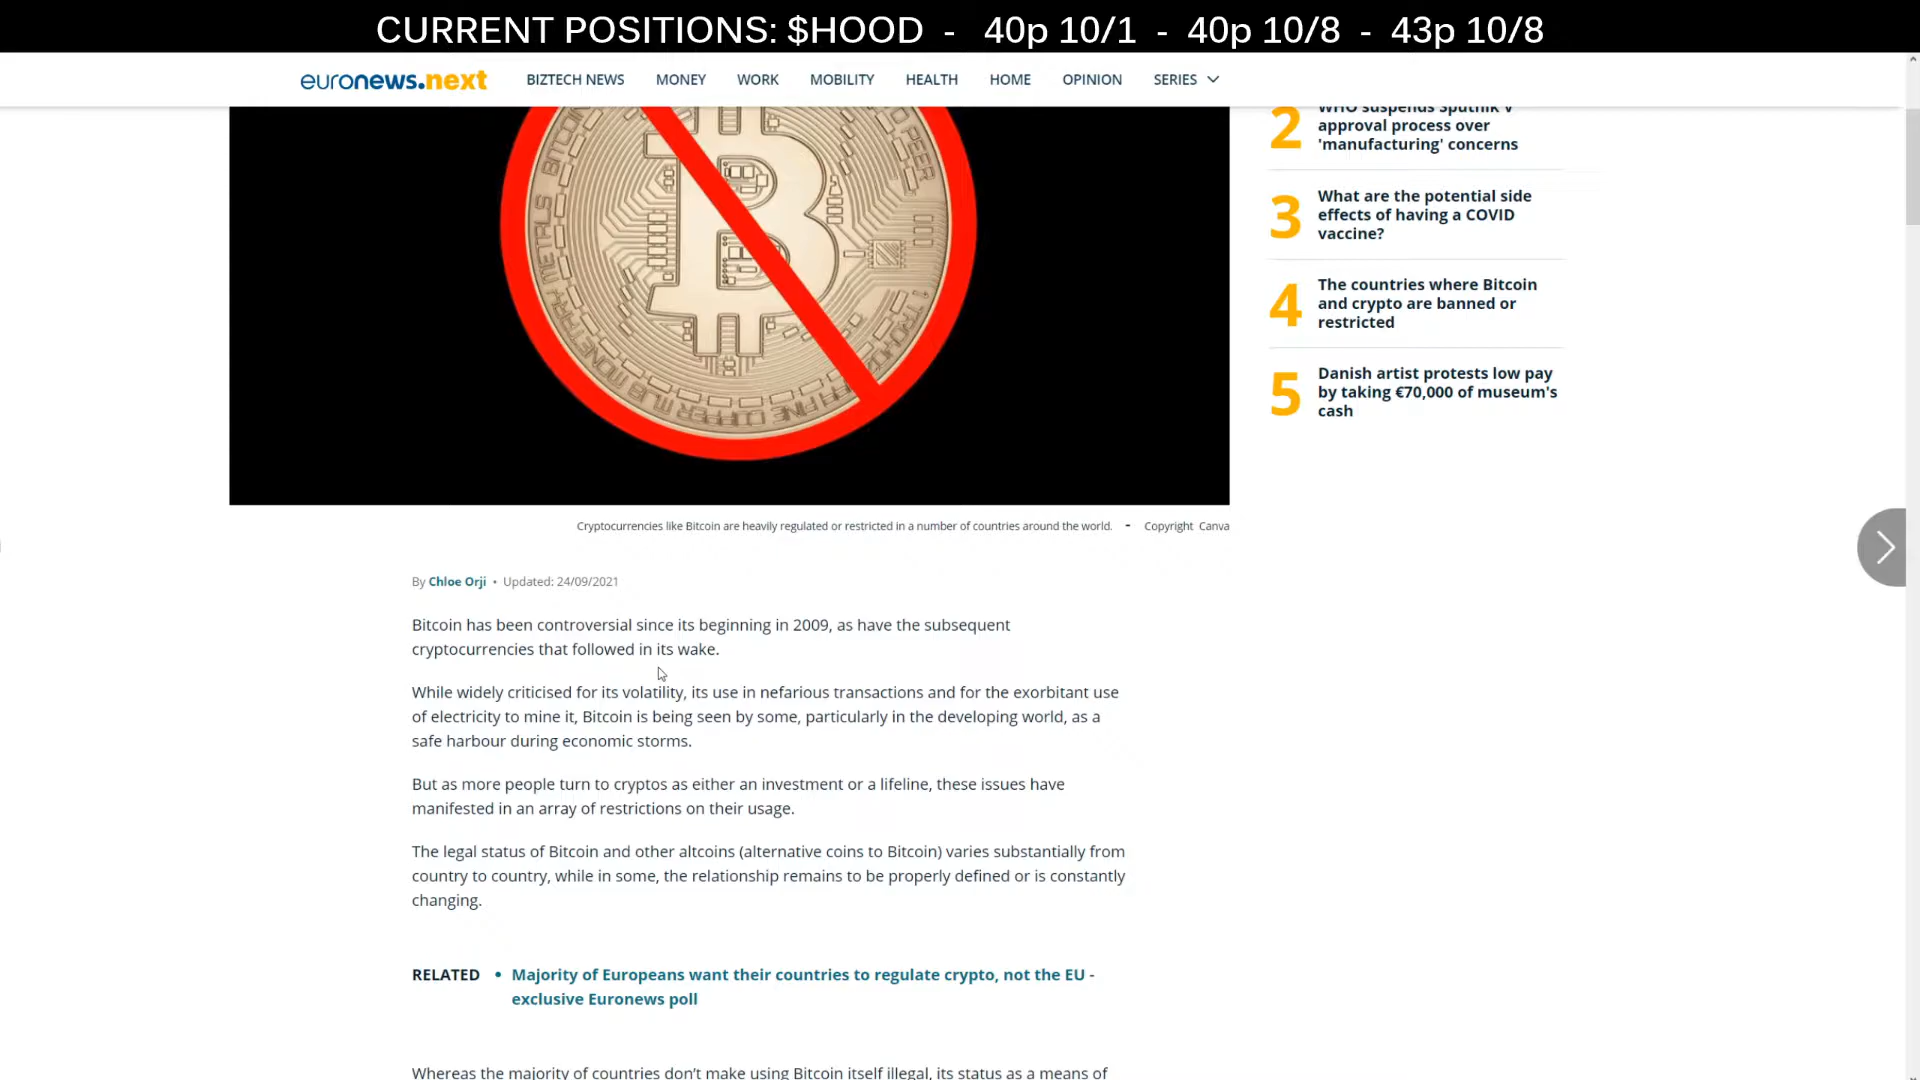 CURRENT POSITIONS: $HOOD - 40p 10/1 - 40p 10/8 - 43p 10/8
euronews.next BIZTECH NEWS MONEY WORK MOBILITY HEALTH HOME OPINION SERIES
2 WHO suspends Sputnik V
approval process over
'manufacturing' concerns
3 What are the potential side
effects of having a COVID
vaccine?
4 The countries where Bitcoin
and crypto are banned or
restricted
5 Danish artist protests low pay
by taking €70,000 of museum's
cash
Cryptocurrencies like Bitcoin are heavily regulated or restricted in a number of countries around the world. - Copyright Canva
By Chloe Orji • Updated: 24/09/2021
Bitcoin has been controversial since its beginning in 2009, as have the subsequent
cryptocurrencies that followed in its wake.
While widely criticised for its volatility, its use in nefarious transactions and for the exorbitant use
of electricity to mine it, Bitcoin is being seen by some, particularly in the developing world, as a
safe harbour during economic storms.
But as more people turn to cryptos as either an investment or a lifeline, these issues have
manifested in an array of restrictions on their usage.
The legal status of Bitcoin and other altcoins (alternative coins to Bitcoin) varies substantially from
country to country, while in some, the relationship remains to be properly defined or is constantly
changing.
RELATED • Majority of Europeans want their countries to regulate crypto, not the EU -
exclusive Euronews poll
Whereas the majority of countries don't make using Bitcoin itself illegal, its status as a means of